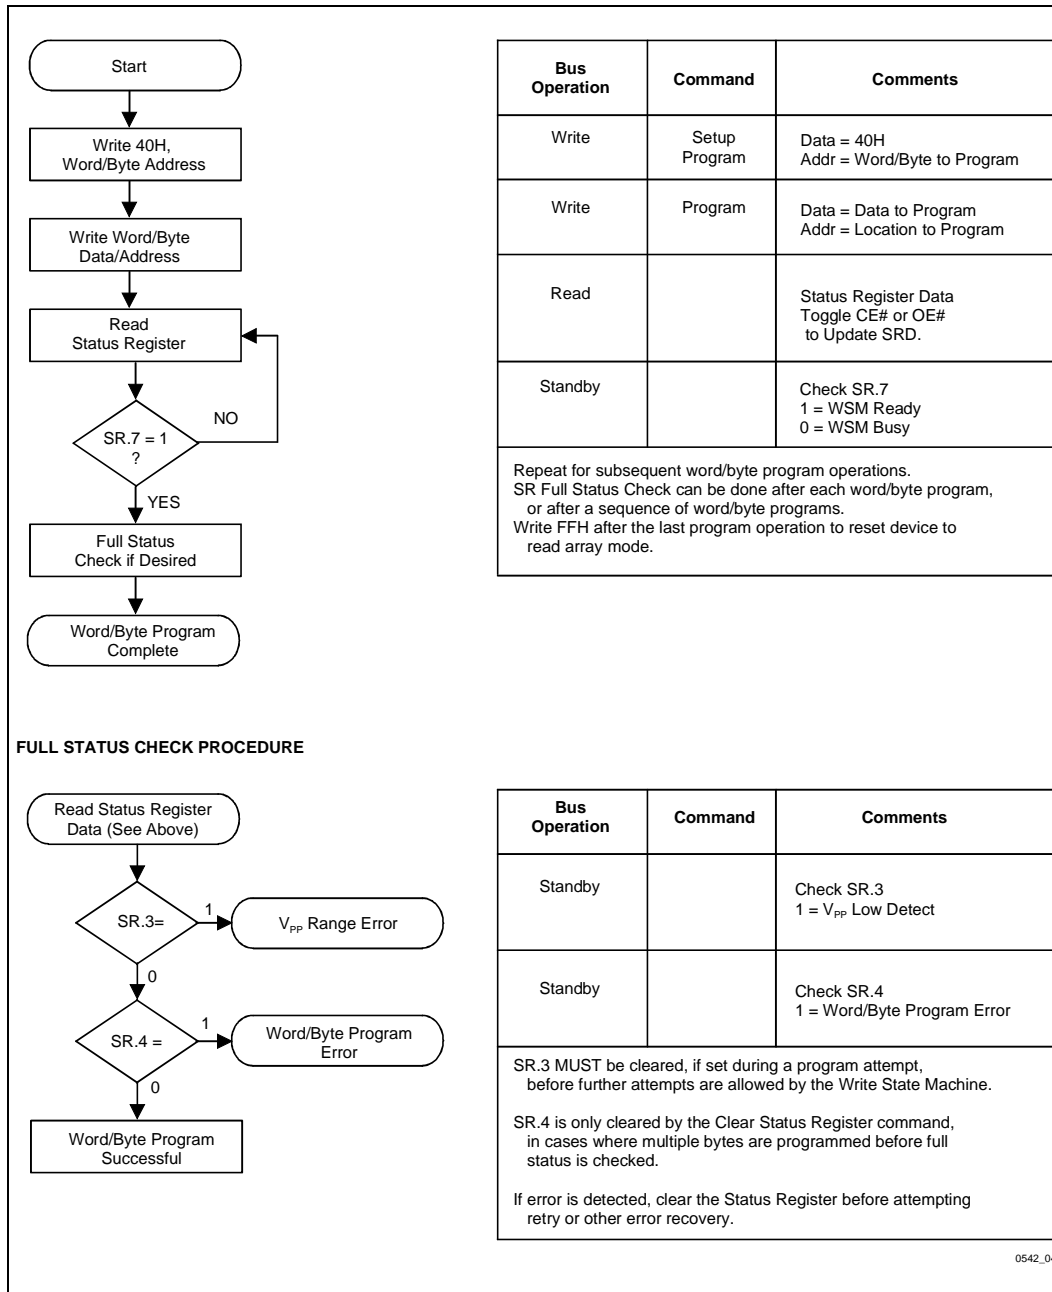 Start
Write 40H,
Word/Byte Address
Write Word/Byte
Data/Address
Read
Status Register
NO
SR.7 = 1
?
YES
Full Status
Check if Desired
Word/Byte Program
Complete
Bus
Operation
Command
Comments
Write
Setup
Program
Data = 40H
Addr = Word/Byte to Program
Write
Program
Data = Data to Program
Addr = Location to Program
Read
Status Register Data
Toggle CE# or OE#
to Update SRD.
Standby
Check SR.7
1 = WSM Ready
0 = WSM Busy
Repeat for subsequent word/byte program operations.
SR Full Status Check can be done after each word/byte program,
or after a sequence of word/byte programs.
Write FFH after the last program operation to reset device to
read array mode.
FULL STATUS CHECK PROCEDURE
Read Status Register
Data (See Above)
SR.3=
1
VPP Range Error
0
SR.4 =
1
Word/Byte Program
Error
0
Word/Byte Program
Successful
Bus
Operation
Command
Comments
Standby
Check SR.3
1 = VPP Low Detect
Standby
Check SR.4
1 = Word/Byte Program Error
SR.3 MUST be cleared, if set during a program attempt,
before further attempts are allowed by the Write State Machine.
SR.4 is only cleared by the Clear Status Register command,
in cases where multiple bytes are programmed before full
status is checked.
If error is detected, clear the Status Register before attempting
retry or other error recovery.